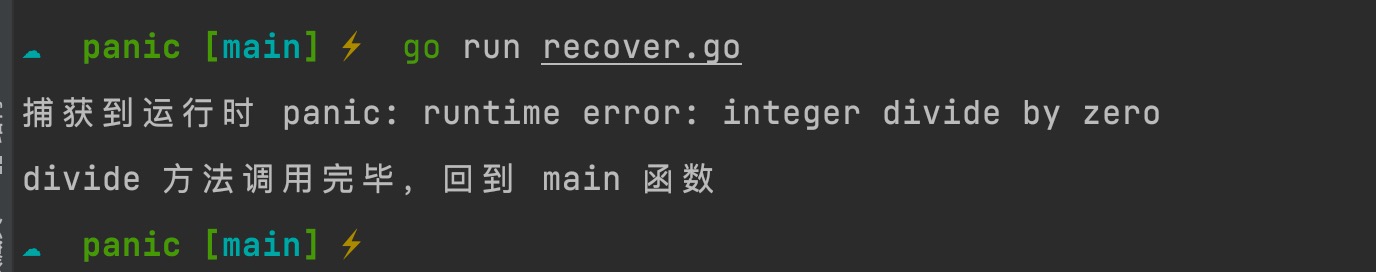 panic [main] ⚡ go run recover.go
捕获到运行时 panic: runtime error: integer divide by zero
divide 方法调用完毕, 回到 main 函数
panic [main] ⚡